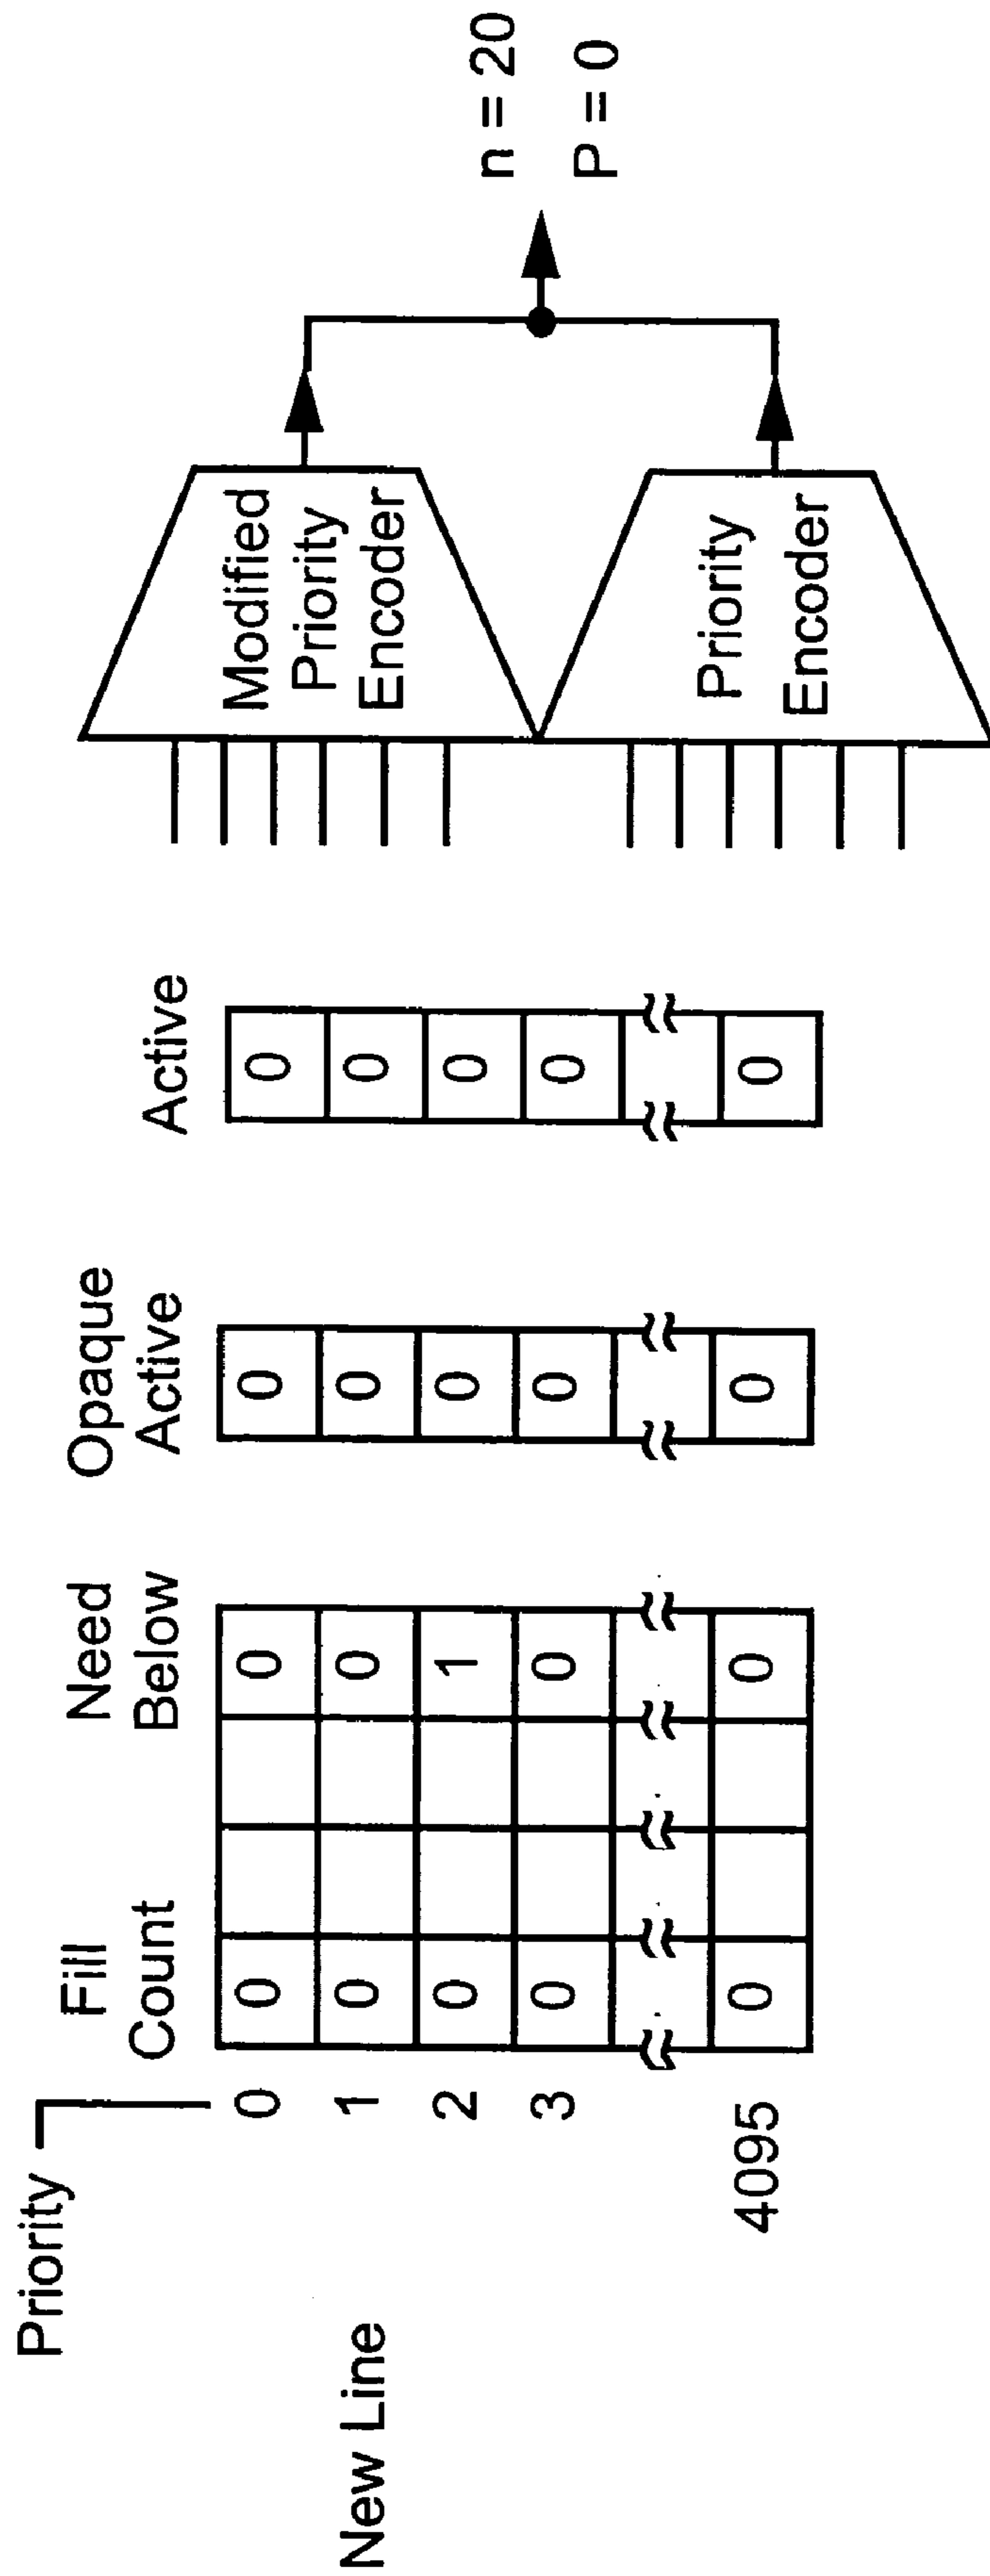 Priority
New Line
Fill
Count
Need
Below
Opaque
Active
Active
0 0 0 0 0
1 0 0 0 0
2 0 1 0 0
3 0 0 0 0
4095 0 0 0 0
Modified
Priority
Encoder
Priority
Encoder
n = 20
P = 0